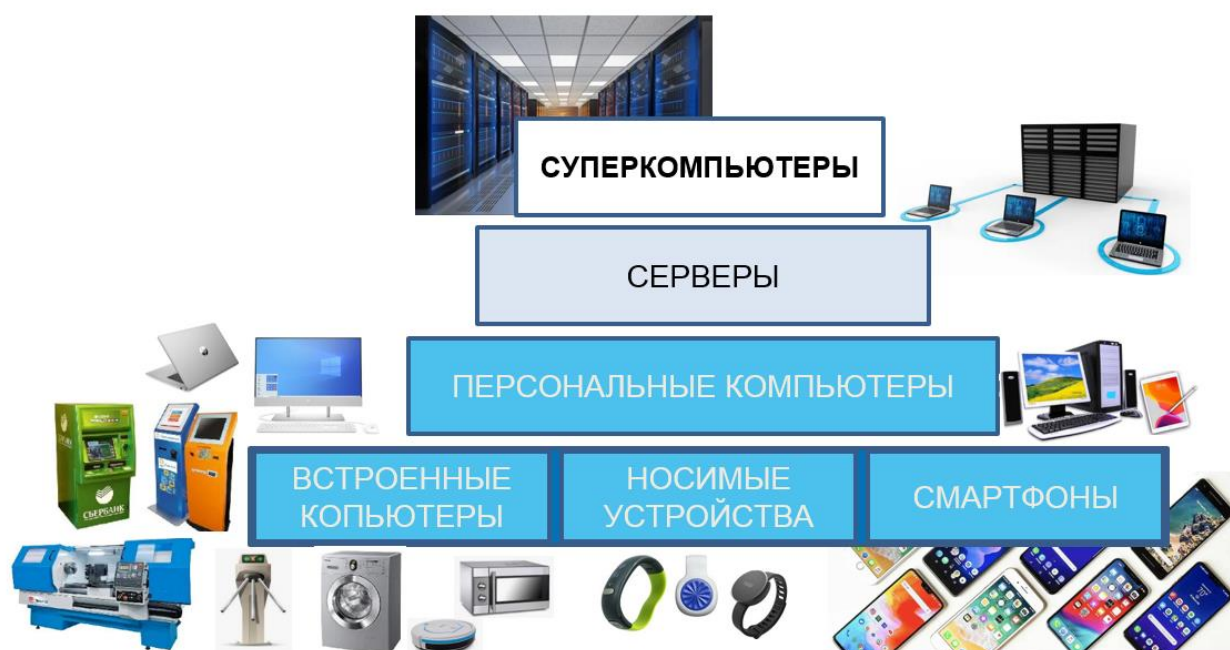 СУПЕРКОМПЬЮТЕРЫ
СЕРВЕРЫ
ПЕРСОНАЛЬНЫЕ КОМПЬЮТЕРЫ
ВСТРОЕННЫЕ
КОПЬЮТЕРЫ
НОСИМЫЕ
УСТРОЙСТВА
СМАРТФОНЫ
СБЕРБАНК